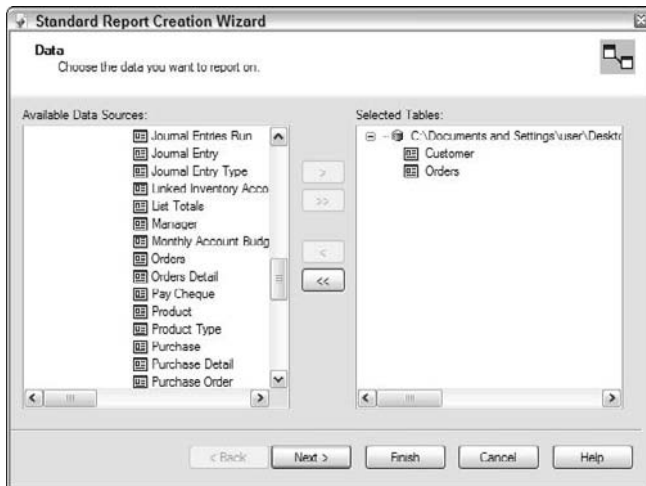 Standard Report Creation Wizard
Data
Choose the data you want to report on.
Available Data Sources:
Journal Entries Run
Journal Entry
Journal Entry Type
Linked Inventory Acco
List Totals
Manager
Monthly Account Budg
Orders
Orders Detail
Pay Cheque
Product
Product Type
Purchase
Purchase Detail
Purchase Order
>
>>
<
<<
Selected Tables:
C:\Documents and Settings\user\Deskto
Customer
Orders
< Back
Next >
Finish
Cancel
Help